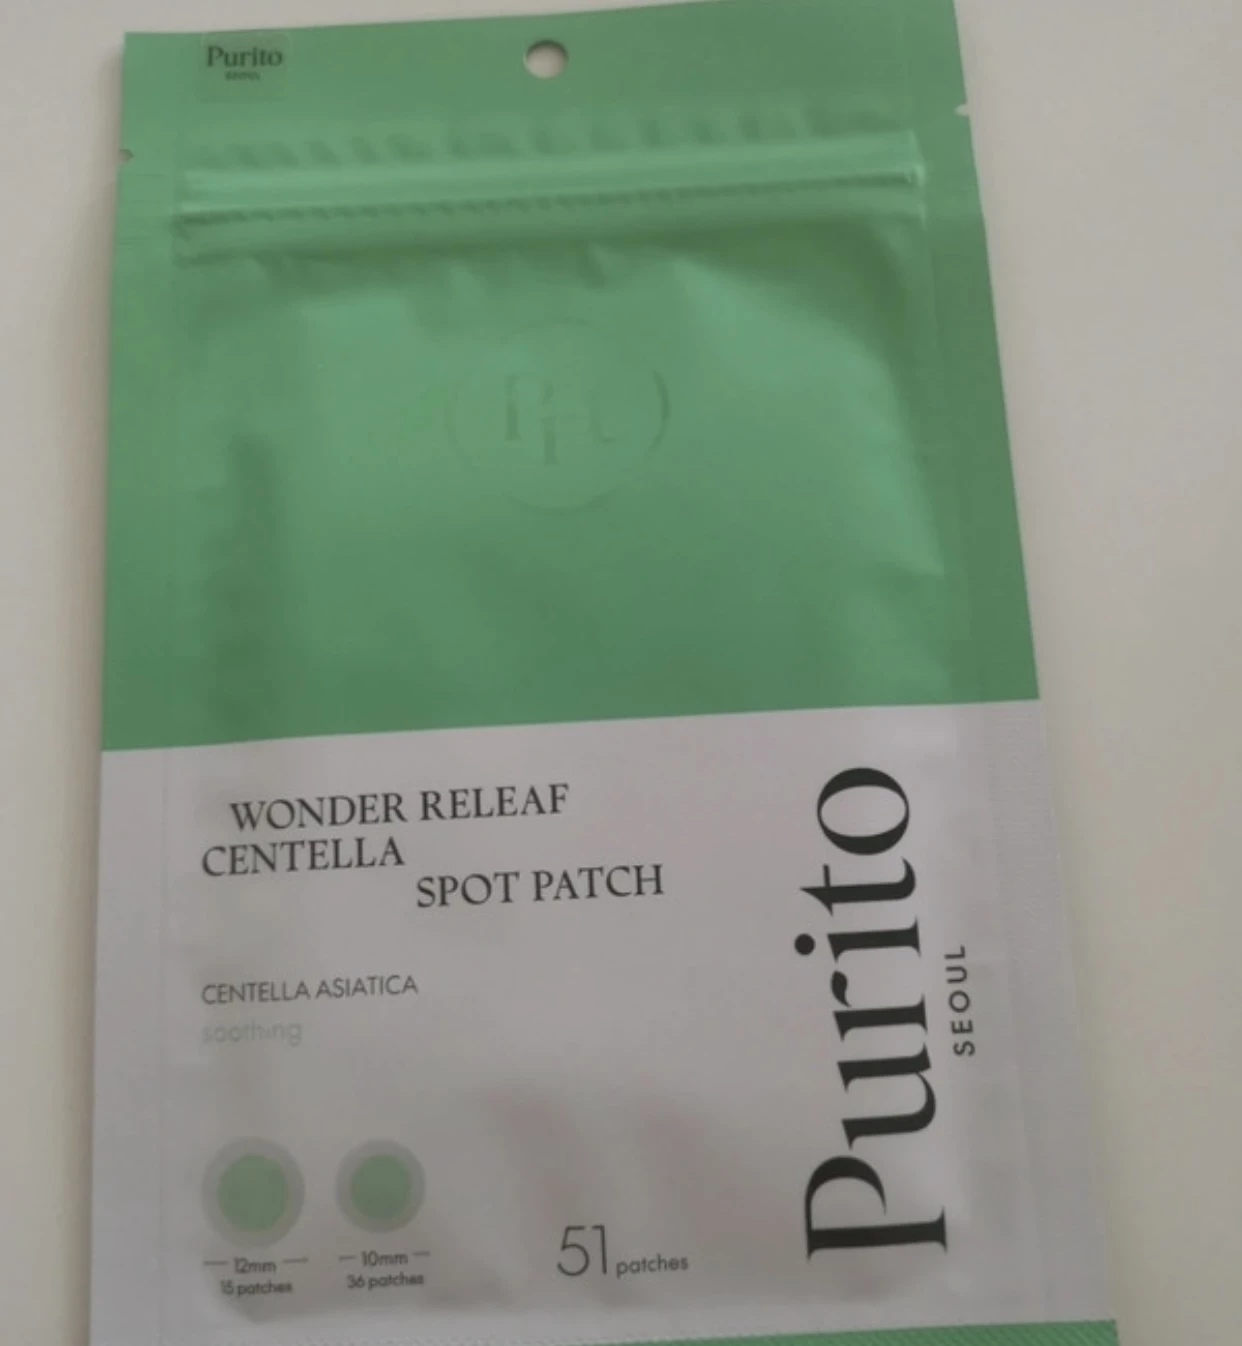 Purito
SEOUL
WONDER RELEAF
CENTELLA
SPOT PATCH
CENTELLA ASIATICA
soothing
12mm
15 patches
10mm
36 patches
51 patches
Purito
SEOUL